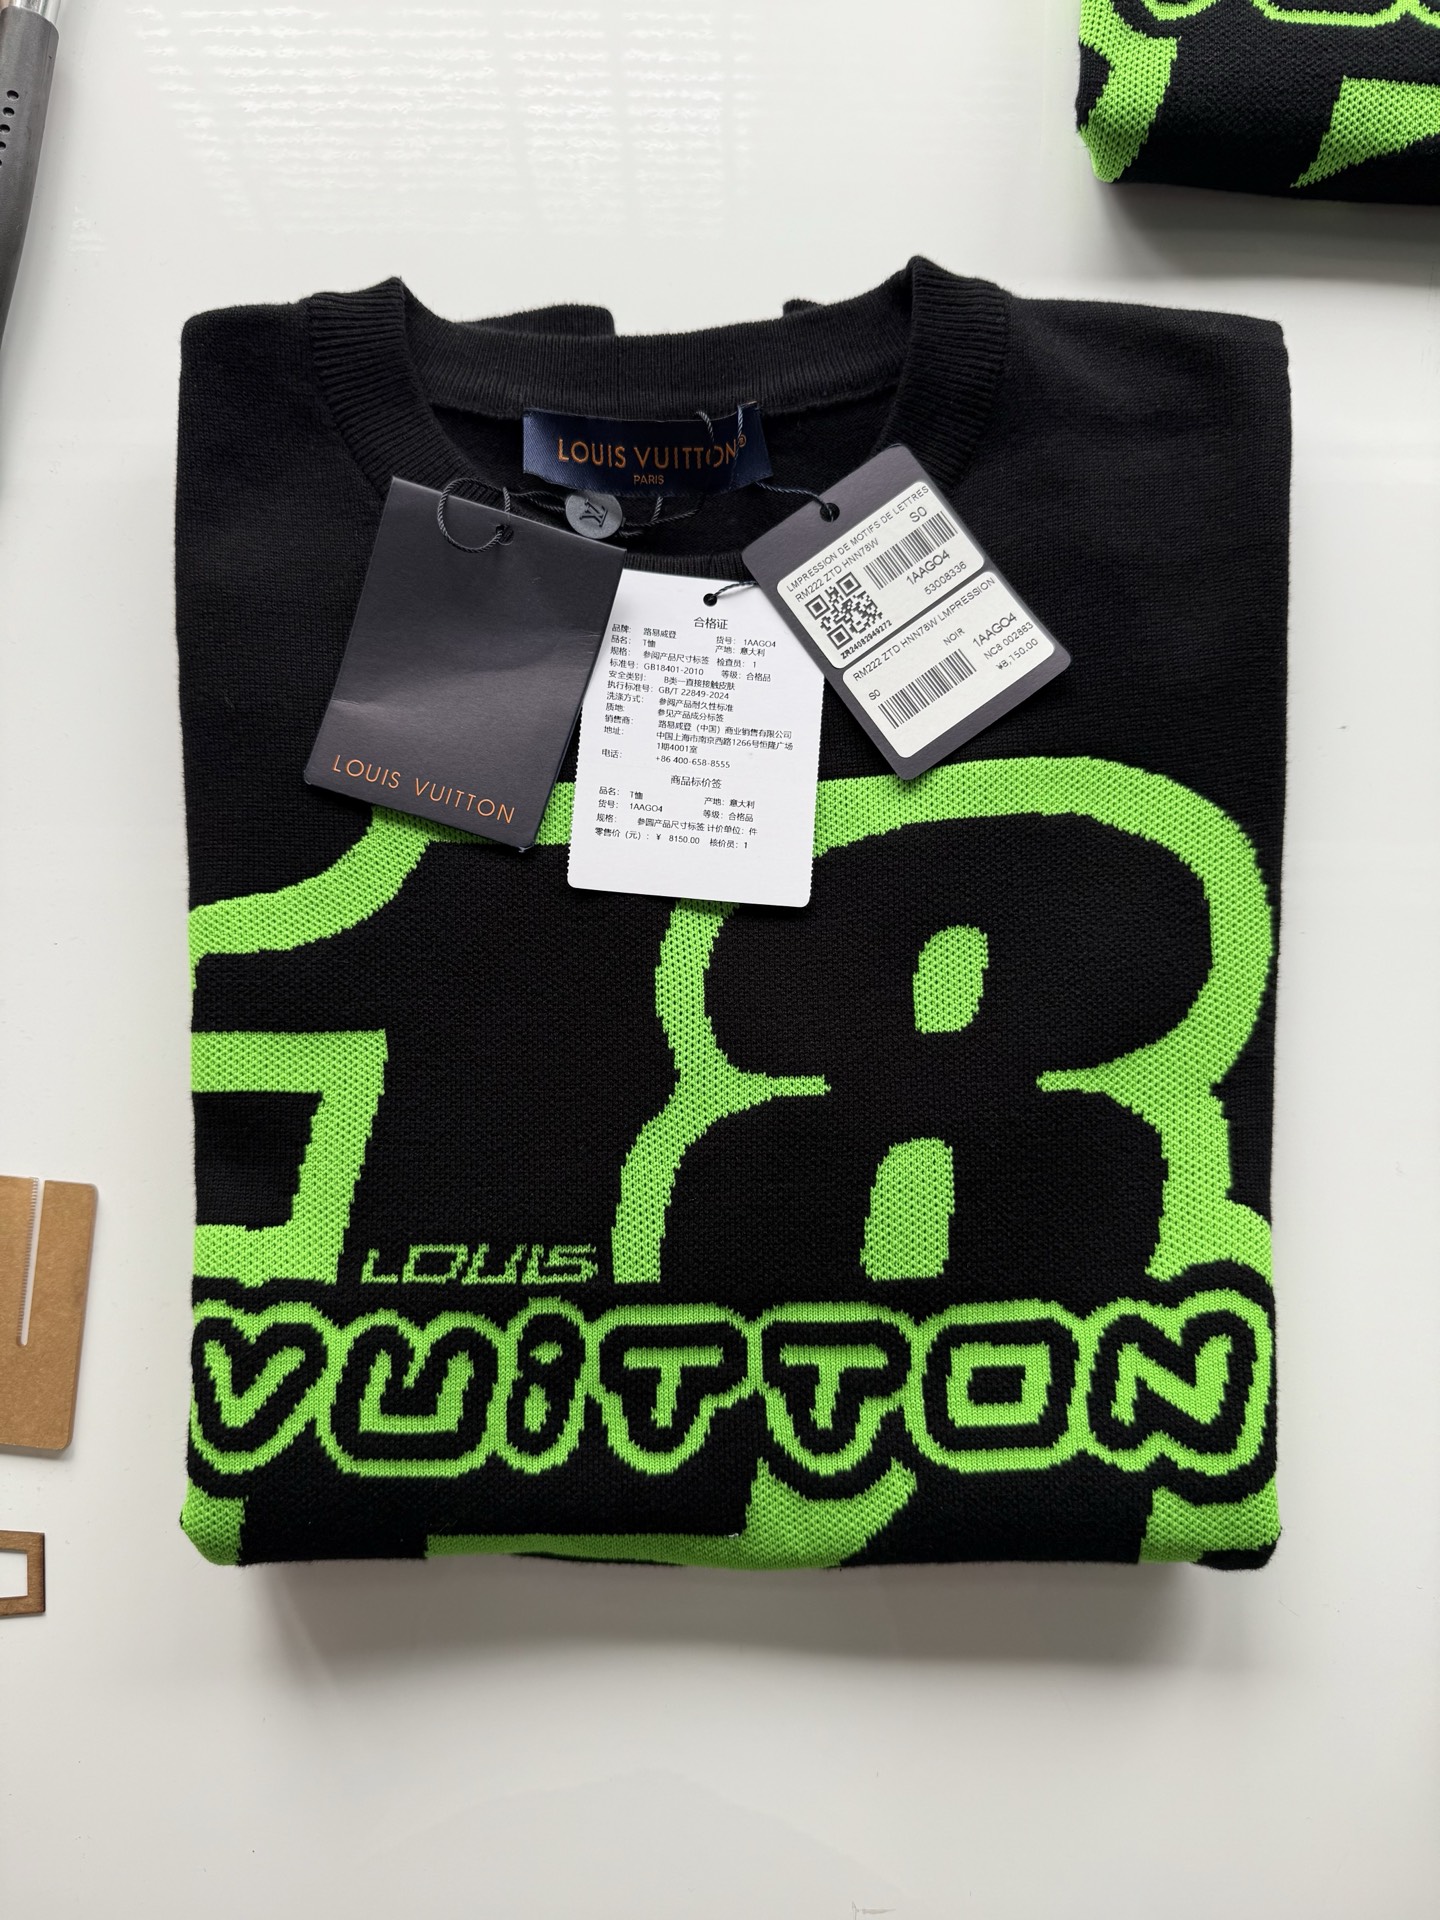 LOUIS VUITTON®
PARIS
LOUIS VUITTON
合格证
品牌: 路易威登 货号: 1AAGO4
品名: T恤 产地: 意大利
规格: 参阅产品尺寸标签 检查员: 1
标准号: GB18401-2010 等级: 合格品
安全类别: B类一直接接触皮肤
执行标准号: GB/T 22849-2024
洗涤方式: 参阅产品耐久性标准
质地: 参见产品成分标签
销售商: 路易威登（中国）商业销售有限公司
地址: 中国上海市南京西路1266号恒隆广场
1期4001室
电话: +86 400-658-8555
商品标价签
品名: T恤 产地: 意大利
货号: 1AAGO4 等级: 合格品
规格: 参圆产品尺寸标签 计价单位: 件
零售价（元）: ¥ 8150.00 核价员: 1
LMPRESSION DE MOTIFS DE LETTRES
RM222 ZTD HNN78W S0
1AAGO4
53008336
ZR24082949272
RM222 ZTD HNN78W LMPRESSION
NOIR 1AAGO4
S0 NC8 002883
¥8,150.00
18
LOUIS
VUiTTON